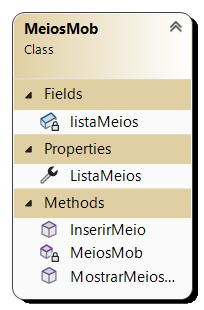 MeiosMob
Class
Fields
listaMeios
Properties
ListaMeios
Methods
InserirMeio
MeiosMob
MostrarMeios...